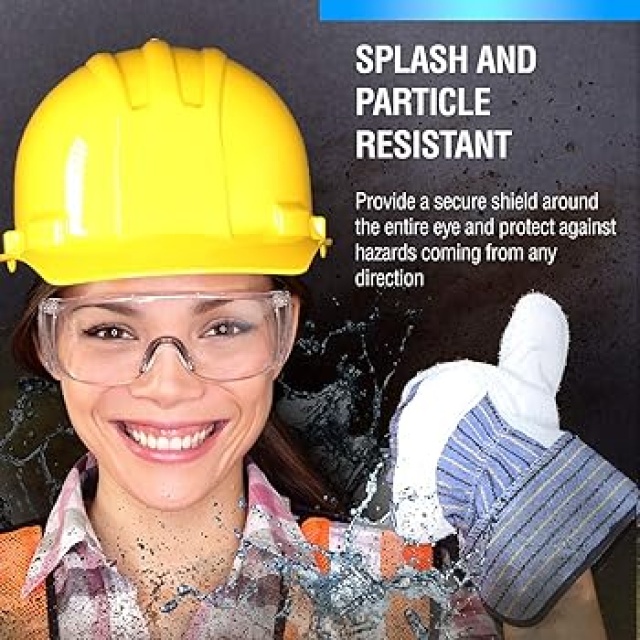 SPLASH AND
PARTICLE
RESISTANT
Provide a secure shield around
the entire eye and protect against
hazards coming from any
direction